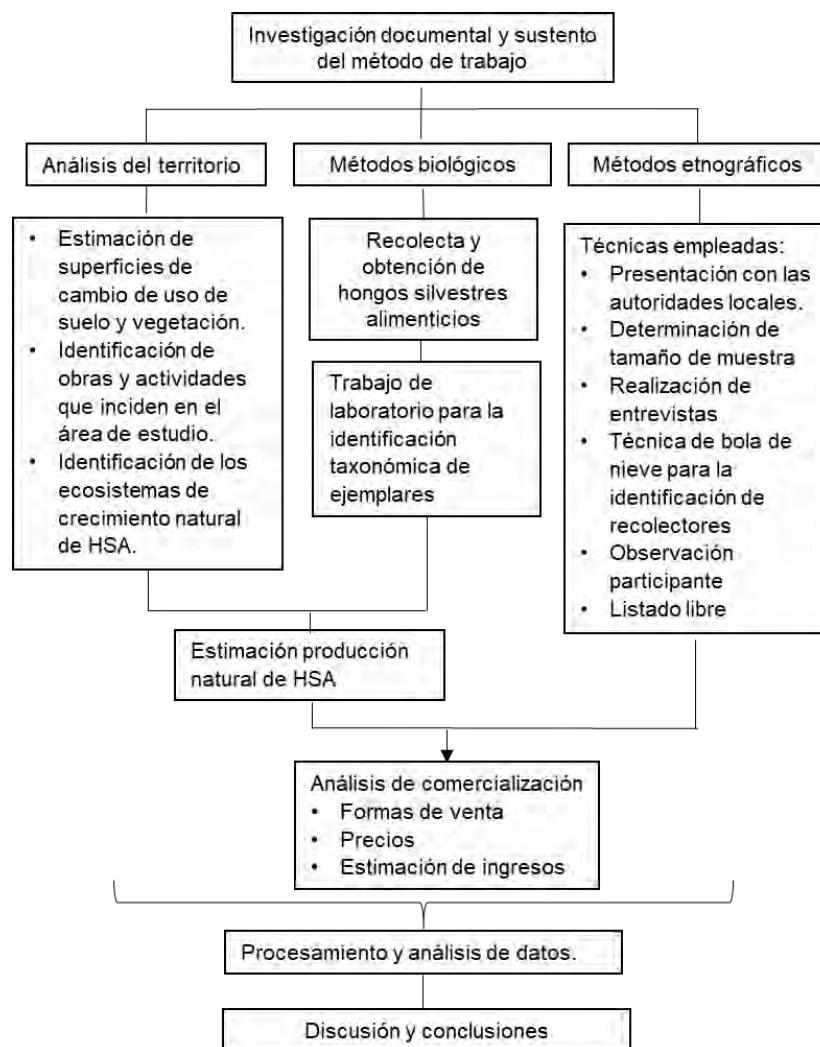 Investigación documental y sustento
del método de trabajo
Análisis del territorio
Métodos biológicos
Métodos etnográficos
• Estimación de
superficies de
cambio de uso de
suelo y vegetación.
• Identificación de
obras y actividades
que inciden en el
área de estudio.
• Identificación de los
ecosistemas de
crecimiento natural
de HSA.
Recolecta y
obtención de
hongos silvestres
alimenticios
Trabajo de
laboratorio para la
identificación
taxonómica de
ejemplares
Técnicas empleadas:
• Presentación con las
autoridades locales.
• Determinación de
tamaño de muestra
• Realización de
entrevistas
• Técnica de bola de
nieve para la
identificación de
recolectores
• Observación
participante
• Listado libre
Estimación producción
natural de HSA
Análisis de comercialización
• Formas de venta
• Precios
• Estimación de ingresos
Procesamiento y análisis de datos.
Discusión y conclusiones